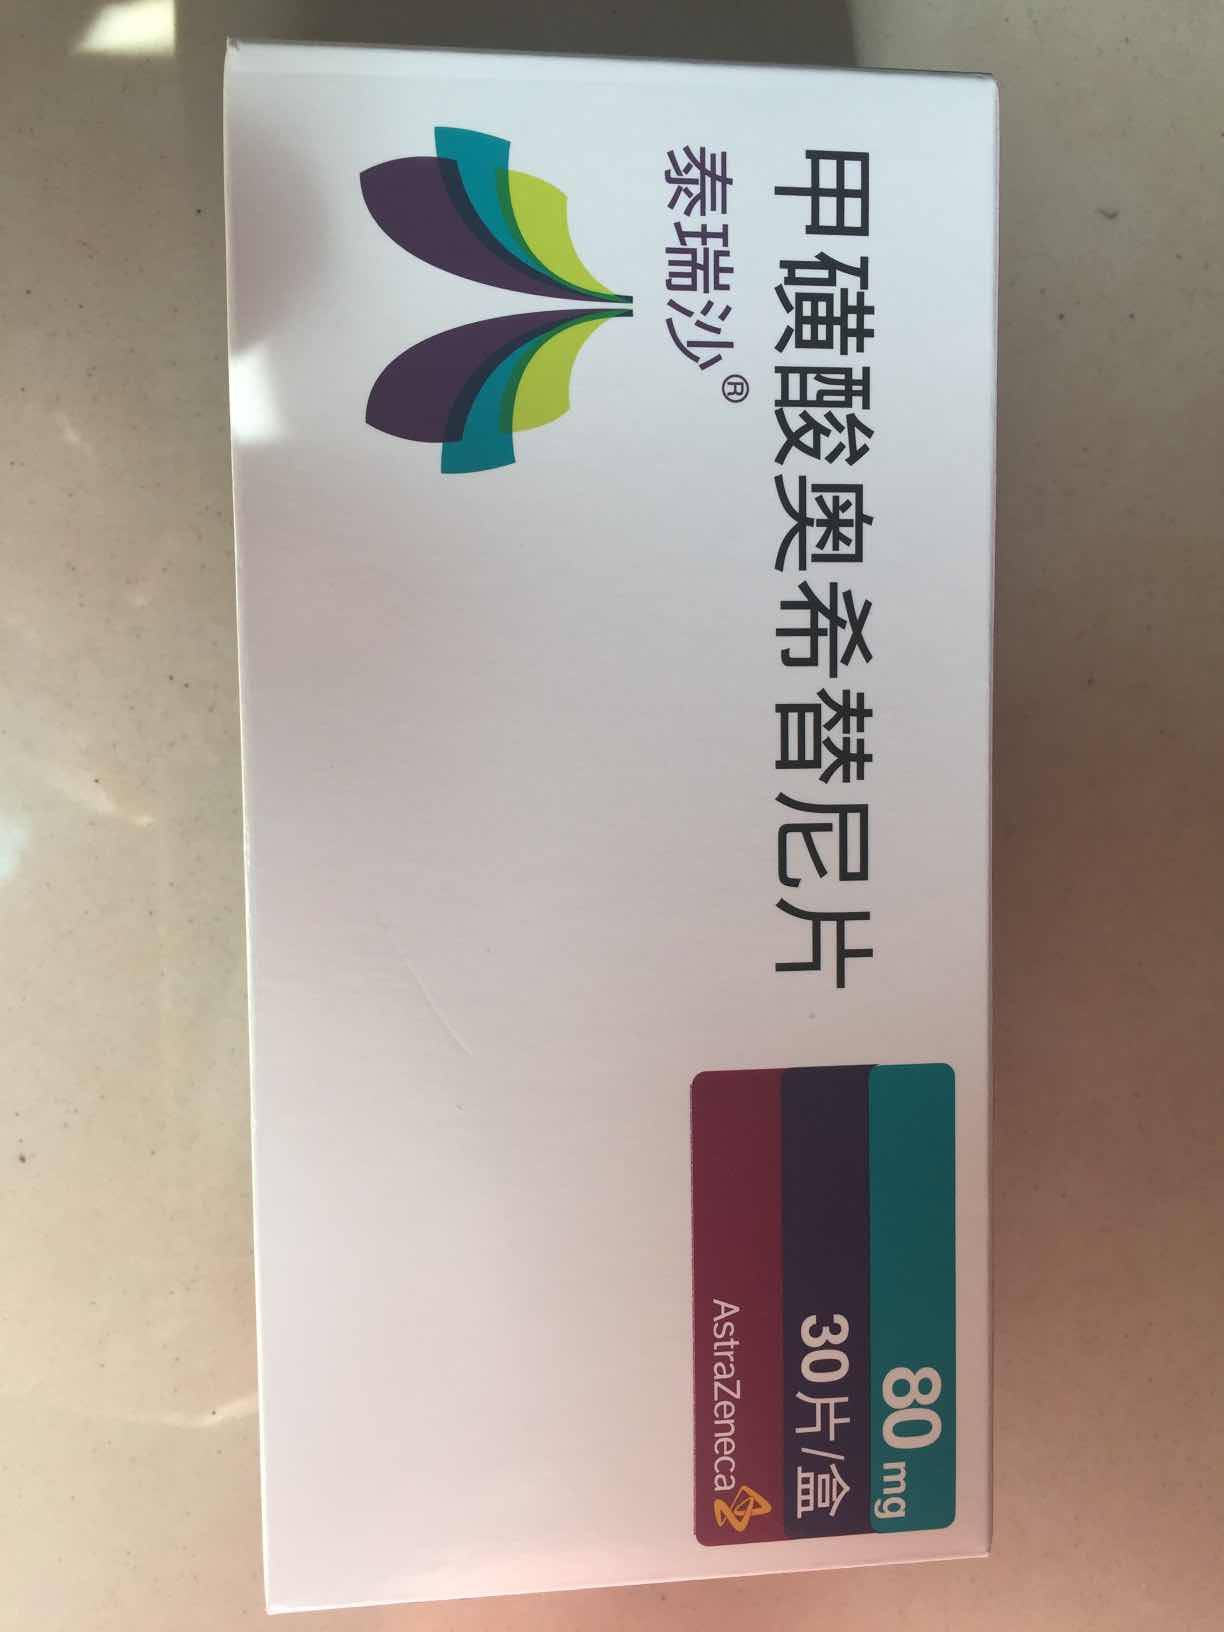 甲磺酸奥希替尼片
泰瑞沙®
80 mg
30片/盒
AstraZeneca